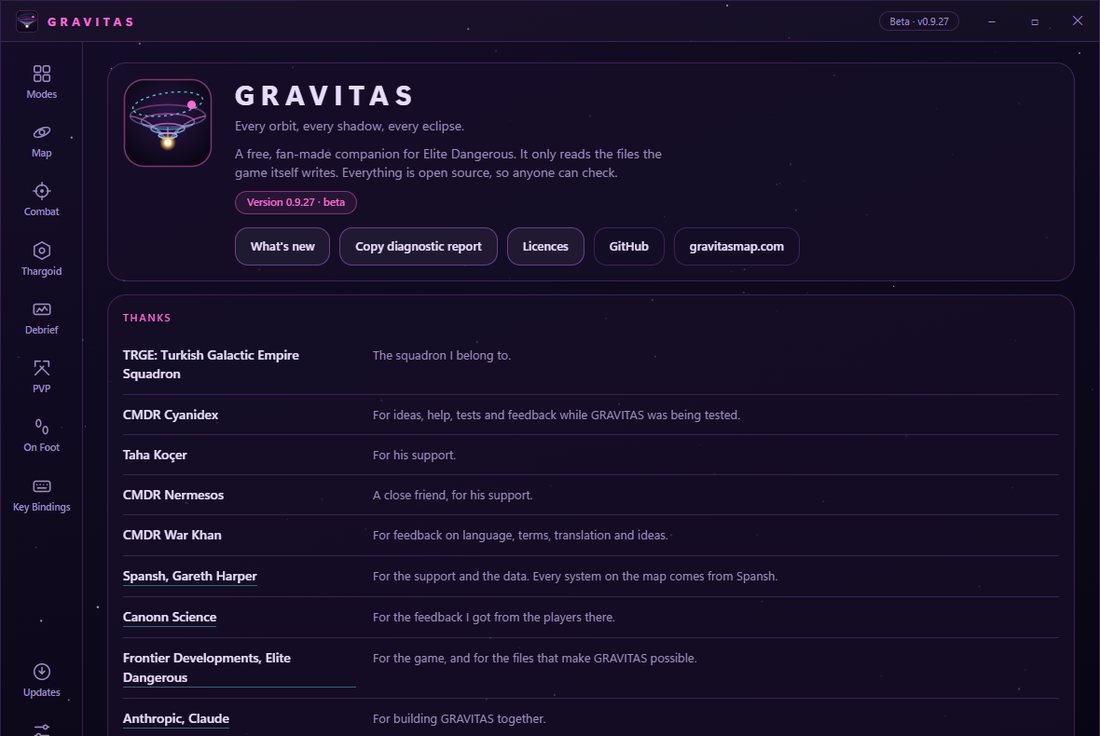 GRAVITAS
Beta · v0.9.27
Modes
Map
Combat
Thargoid
Debrief
PVP
On Foot
Key Bindings
Updates
GRAVITAS
Every orbit, every shadow, every eclipse.
A free, fan-made companion for Elite Dangerous. It only reads the files the
game itself writes. Everything is open source, so anyone can check.
Version 0.9.27 · beta
What's new
Copy diagnostic report
Licences
GitHub
gravitasmap.com
THANKS
TRGE: Turkish Galactic Empire
Squadron
The squadron I belong to.
CMDR Cyanidex
For ideas, help, tests and feedback while GRAVITAS was being tested.
Taha Koçer
For his support.
CMDR Nermesos
A close friend, for his support.
CMDR War Khan
For feedback on language, terms, translation and ideas.
Spansh, Gareth Harper
For the support and the data. Every system on the map comes from Spansh.
Canonn Science
For the feedback I got from the players there.
Frontier Developments, Elite
Dangerous
For the game, and for the files that make GRAVITAS possible.
Anthropic, Claude
For building GRAVITAS together.